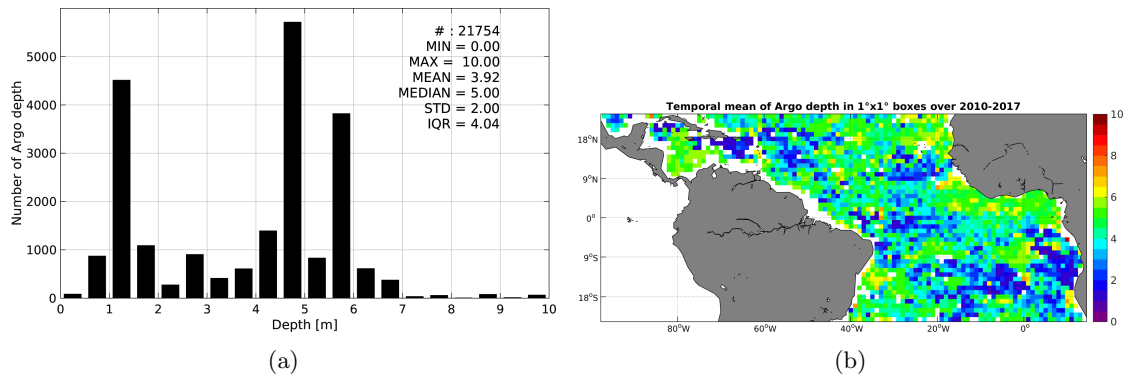 # : 21754
MIN = 0.00
MAX = 10.00
MEAN = 3.92
MEDIAN = 5.00
STD = 2.00
IQR = 4.04
Number of Argo depth
5000
4000
3000
2000
1000
0
0 1 2 3 4 5 6 7 8 9 10
Depth [m]
(a)
Temporal mean of Argo depth in 1°x1° boxes over 2010-2017
18°N
9°N
0°
9°S
18°S
80°W 60°W 40°W 20°W 0°
10
8
6
4
2
0
(b)